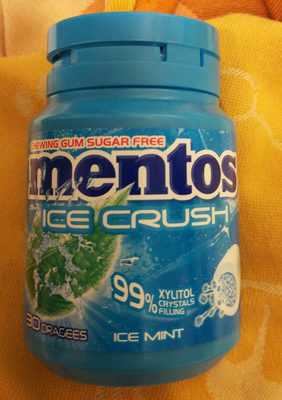 CHEWING GUM SUGAR FREE
mentos
ICE CRUSH
99% XYLITOL
CRYSTALS
FILLING
30 DRAGEES
ICE MINT